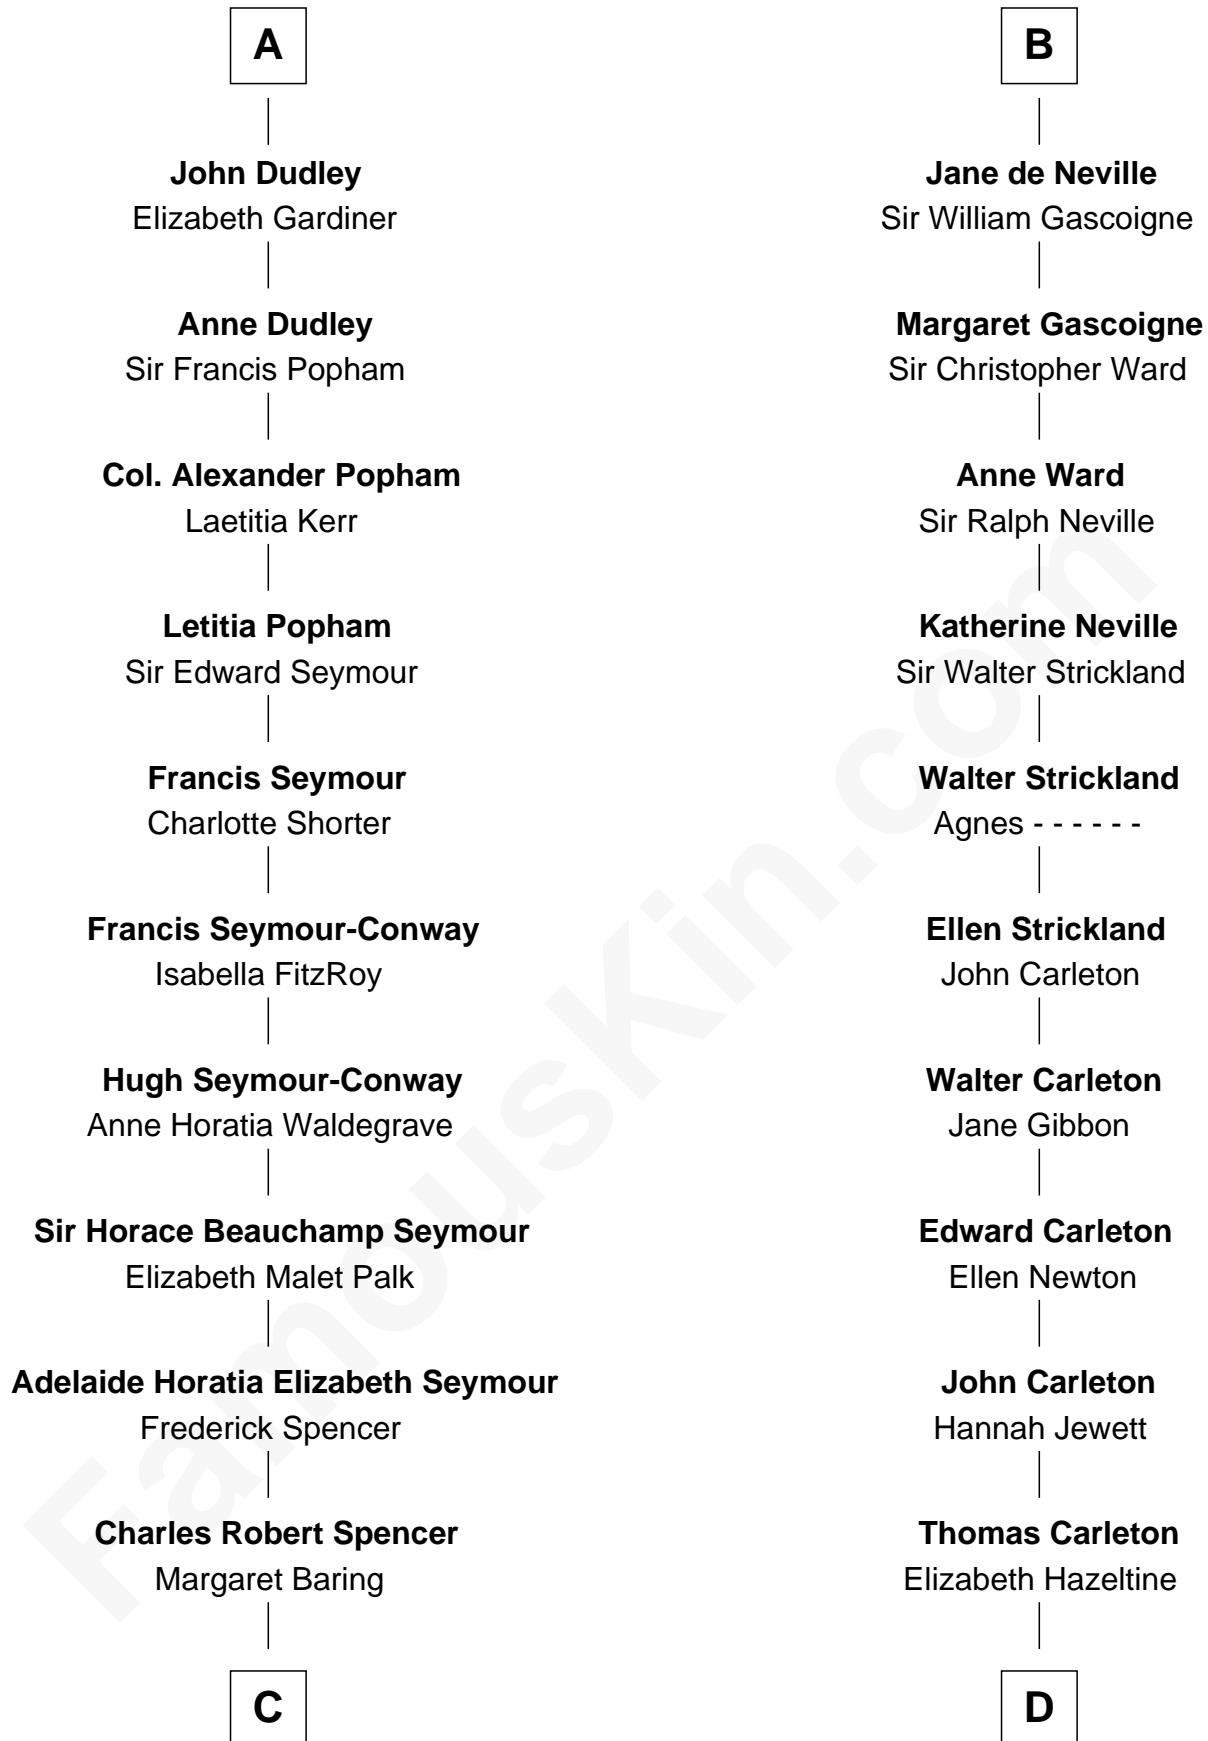 A
John Dudley
Elizabeth Gardiner
Anne Dudley
Sir Francis Popham
Col. Alexander Popham
Laetitia Kerr
Letitia Popham
Sir Edward Seymour
Francis Seymour
Charlotte Shorter
Francis Seymour-Conway
Isabella FitzRoy
Hugh Seymour-Conway
Anne Horatia Waldegrave
Sir Horace Beauchamp Seymour
Elizabeth Malet Palk
Adelaide Horatia Elizabeth Seymour
Frederick Spencer
Charles Robert Spencer
Margaret Baring
C
B
Jane de Neville
Sir William Gascoigne
Margaret Gascoigne
Sir Christopher Ward
Anne Ward
Sir Ralph Neville
Katherine Neville
Sir Walter Strickland
Walter Strickland
Agnes - - - - - -
Ellen Strickland
John Carleton
Walter Carleton
Jane Gibbon
Edward Carleton
Ellen Newton
John Carleton
Hannah Jewett
Thomas Carleton
Elizabeth Hazeltine
D
FamousKin.com